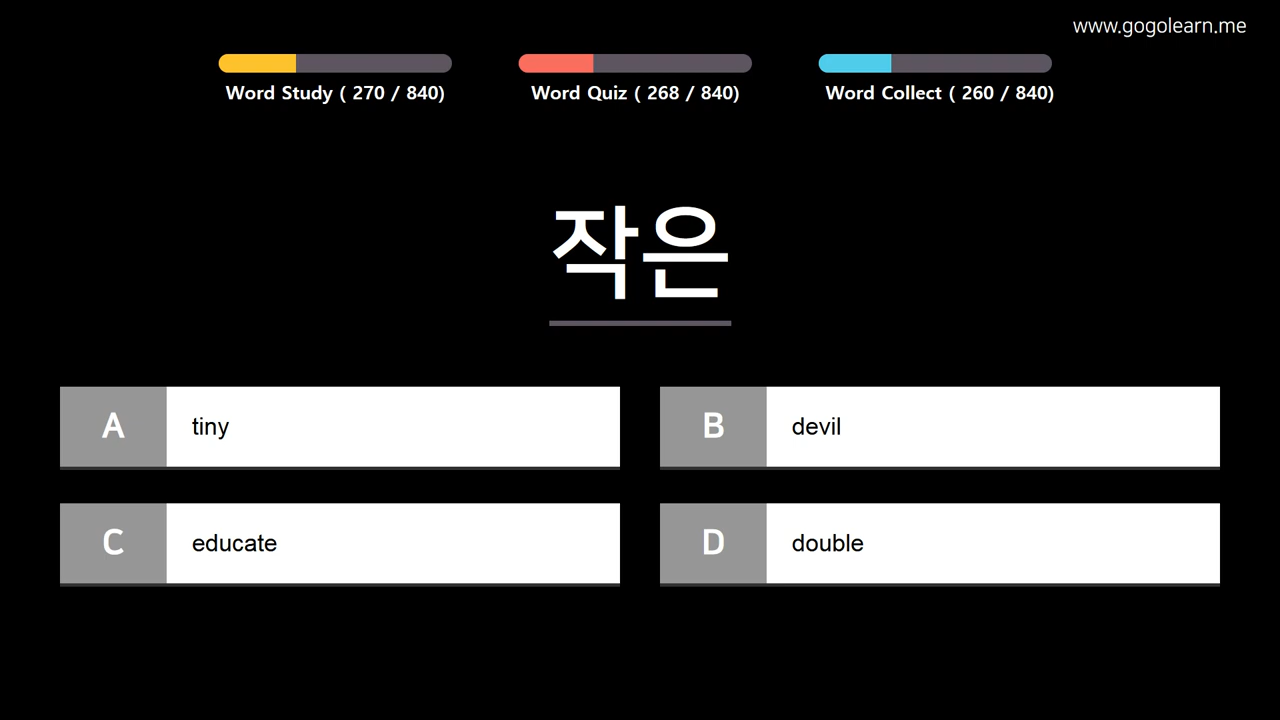 www.gogolearn.me
Word Study ( 270 / 840)
Word Quiz ( 268 / 840)
Word Collect ( 260 / 840)
작은
A tiny
B devil
C educate
D double